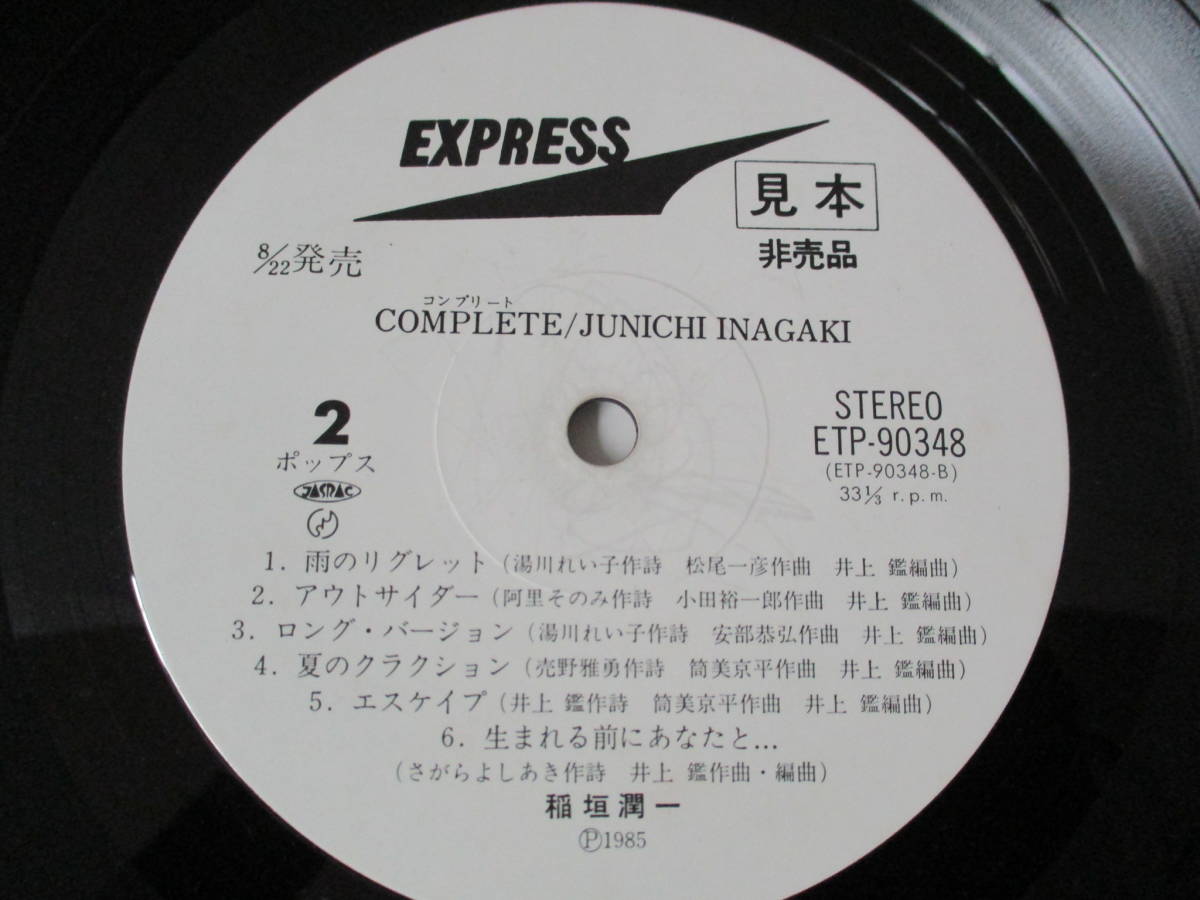 EXPRESS
見本
非売品
8/22発売
コンプリート
COMPLETE/JUNICHI INAGAKI
2
ポップス
JASRAC
STEREO
ETP-90348
(ETP-90348-B)
33⅓ r.p.m.
1. 雨のリグレット (湯川れい子作詩 松尾一彦作曲 井上 鑑編曲)
2. アウトサイダー (阿里そのみ作詩 小田裕一郎作曲 井上 鑑編曲)
3. ロング・バージョン (湯川れい子作詩 安部恭弘作曲 井上 鑑編曲)
4. 夏のクラクション (売野雅勇作詩 筒美京平作曲 井上 鑑編曲)
5. エスケイプ (井上 鑑作詩 筒美京平作曲 井上 鑑編曲)
6. 生まれる前にあなたと...
(さがらよしあき作詩 井上 鑑作曲・編曲)
稲垣潤一
Ⓟ1985